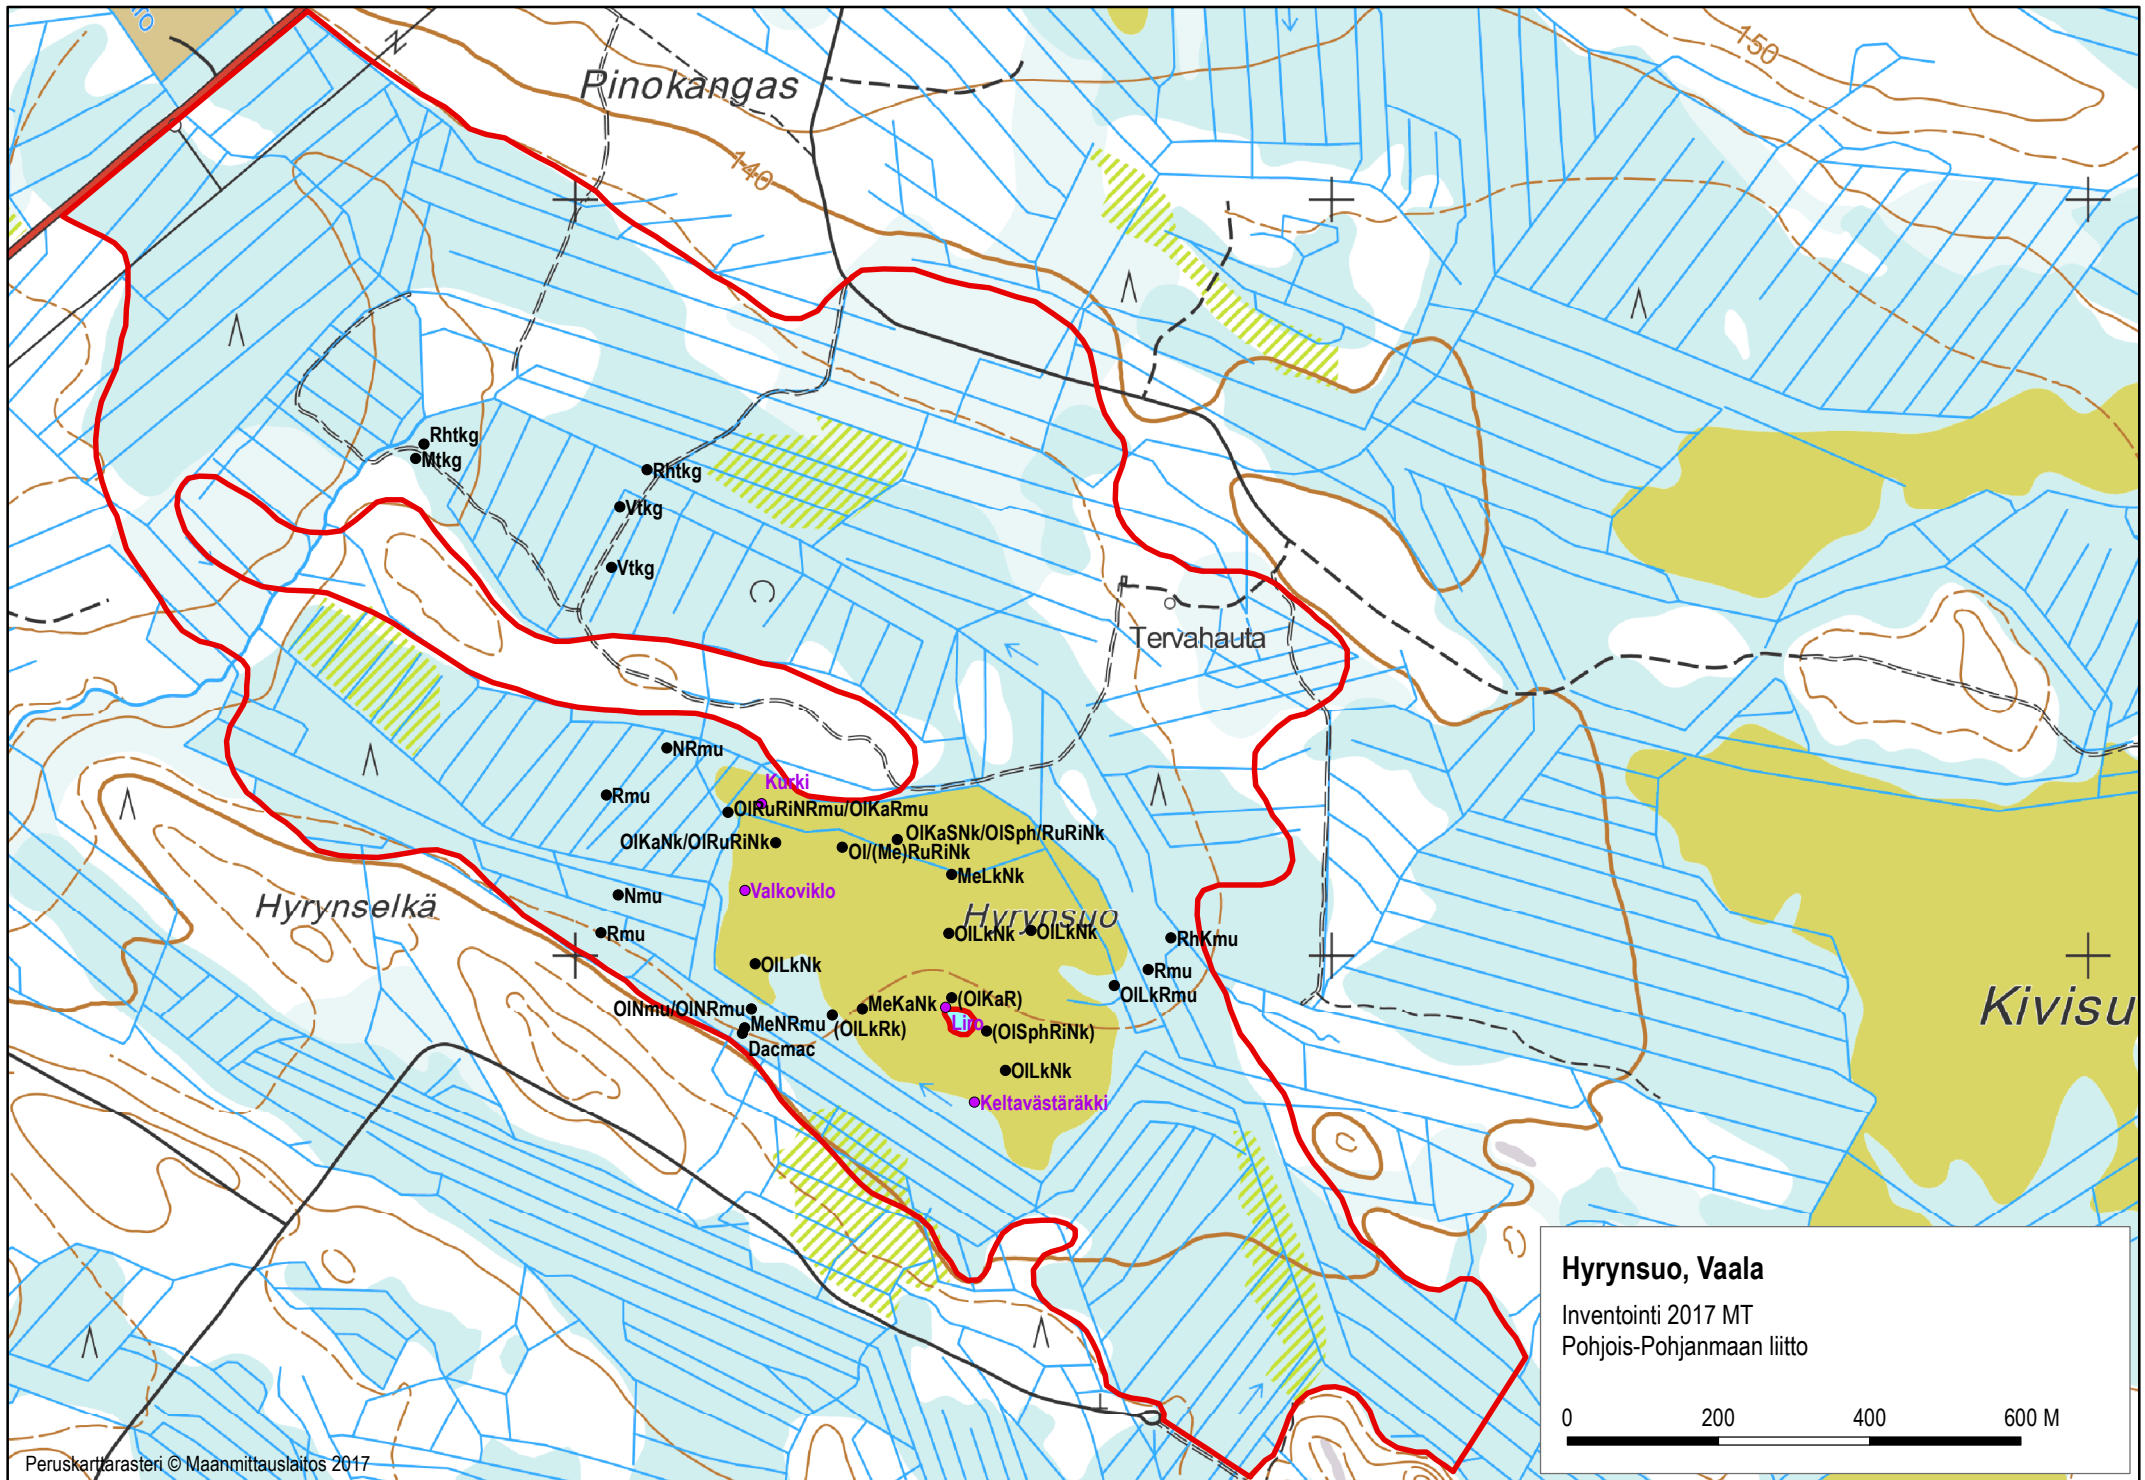 150
Pinokangas
140
Rhtkg
Mtkg
Rhtkg
Vtkg
Vtkg
Tervahauta
NRmu
Kurki
Rmu
OlRuRiNRmu/OlKaRmu
OlKaSNk/OlSph/RuRiNk
OlKaNk/OlRuRiNk
Ol/(Me)RuRiNk
MeLkNk
Valkoviklo
Nmu
Hyrynselkä
Hyrynsuo
Rmu
OlLkNk
OlLkNk
RhKmu
OlLkNk
Rmu
OlLkRmu
Kivisu
OlNmu/OlNRmu
MeKaNk
(OlKaR)
MeNRmu
(OlLkRk)
Liro
(OlSphRiNk)
Dacmac
OlLkNk
Keltavästäräkki
Hyrynsuo, Vaala
Inventointi 2017 MT
Pohjois-Pohjanmaan liitto
0 200 400 600 M
Peruskarttarasteri © Maanmittauslaitos 2017